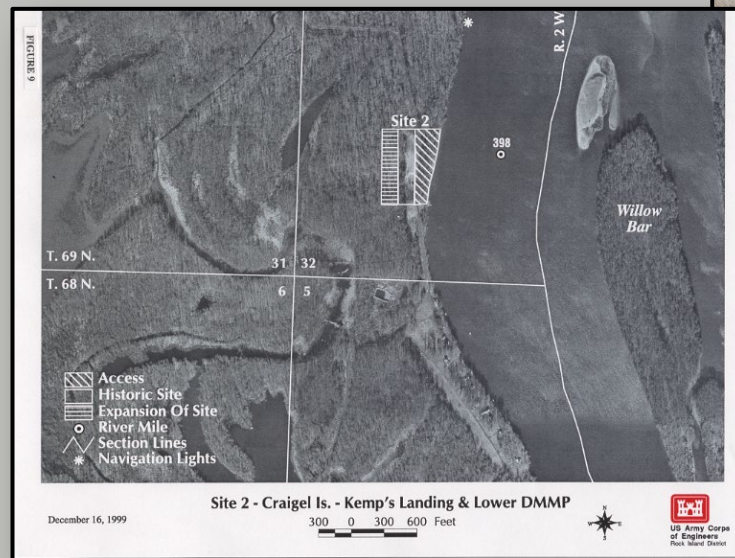 FIGURE 9
R. 2 W
Site 2
398
Willow
Bar
T. 69 N.
31 32
T. 68 N.
6 5
Access
Historic Site
Expansion Of Site
River Mile
Section Lines
Navigation Lights
Site 2 - Craigel Is. - Kemp's Landing & Lower DMMP
December 16, 1999
300 0 300 600 Feet
N
W E
S
US Army Corps
of Engineers
Rock Island District